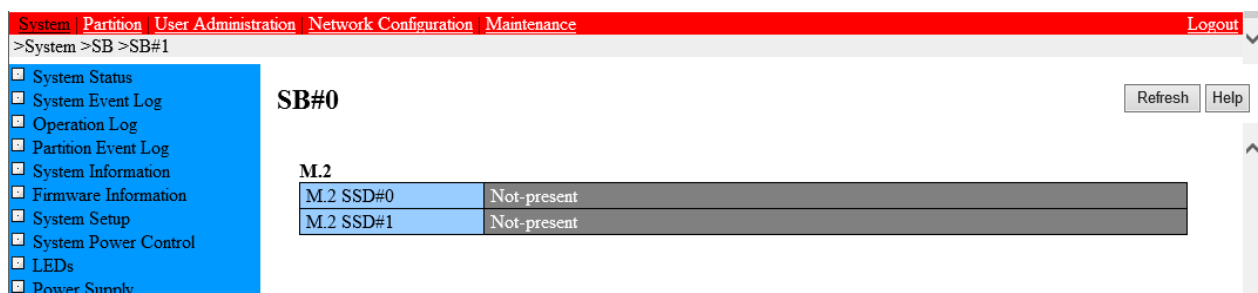 System | Partition | User Administration | Network Configuration | Maintenance Logout
>System >SB >SB#1
System Status
System Event Log
Operation Log
Partition Event Log
System Information
Firmware Information
System Setup
System Power Control
LEDs
Power Supply
SB#0
Refresh Help
M.2
M.2 SSD#0 Not-present
M.2 SSD#1 Not-present